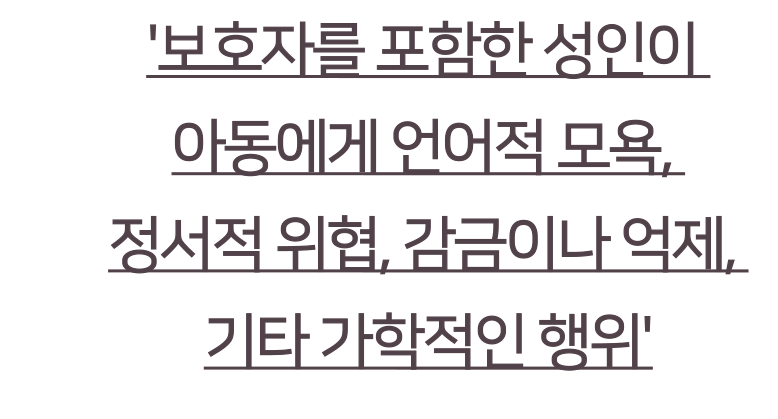 '보호자를 포함한 성인이
아동에게 언어적 모욕,
정서적 위협, 감금이나 억제,
기타 가학적인 행위'